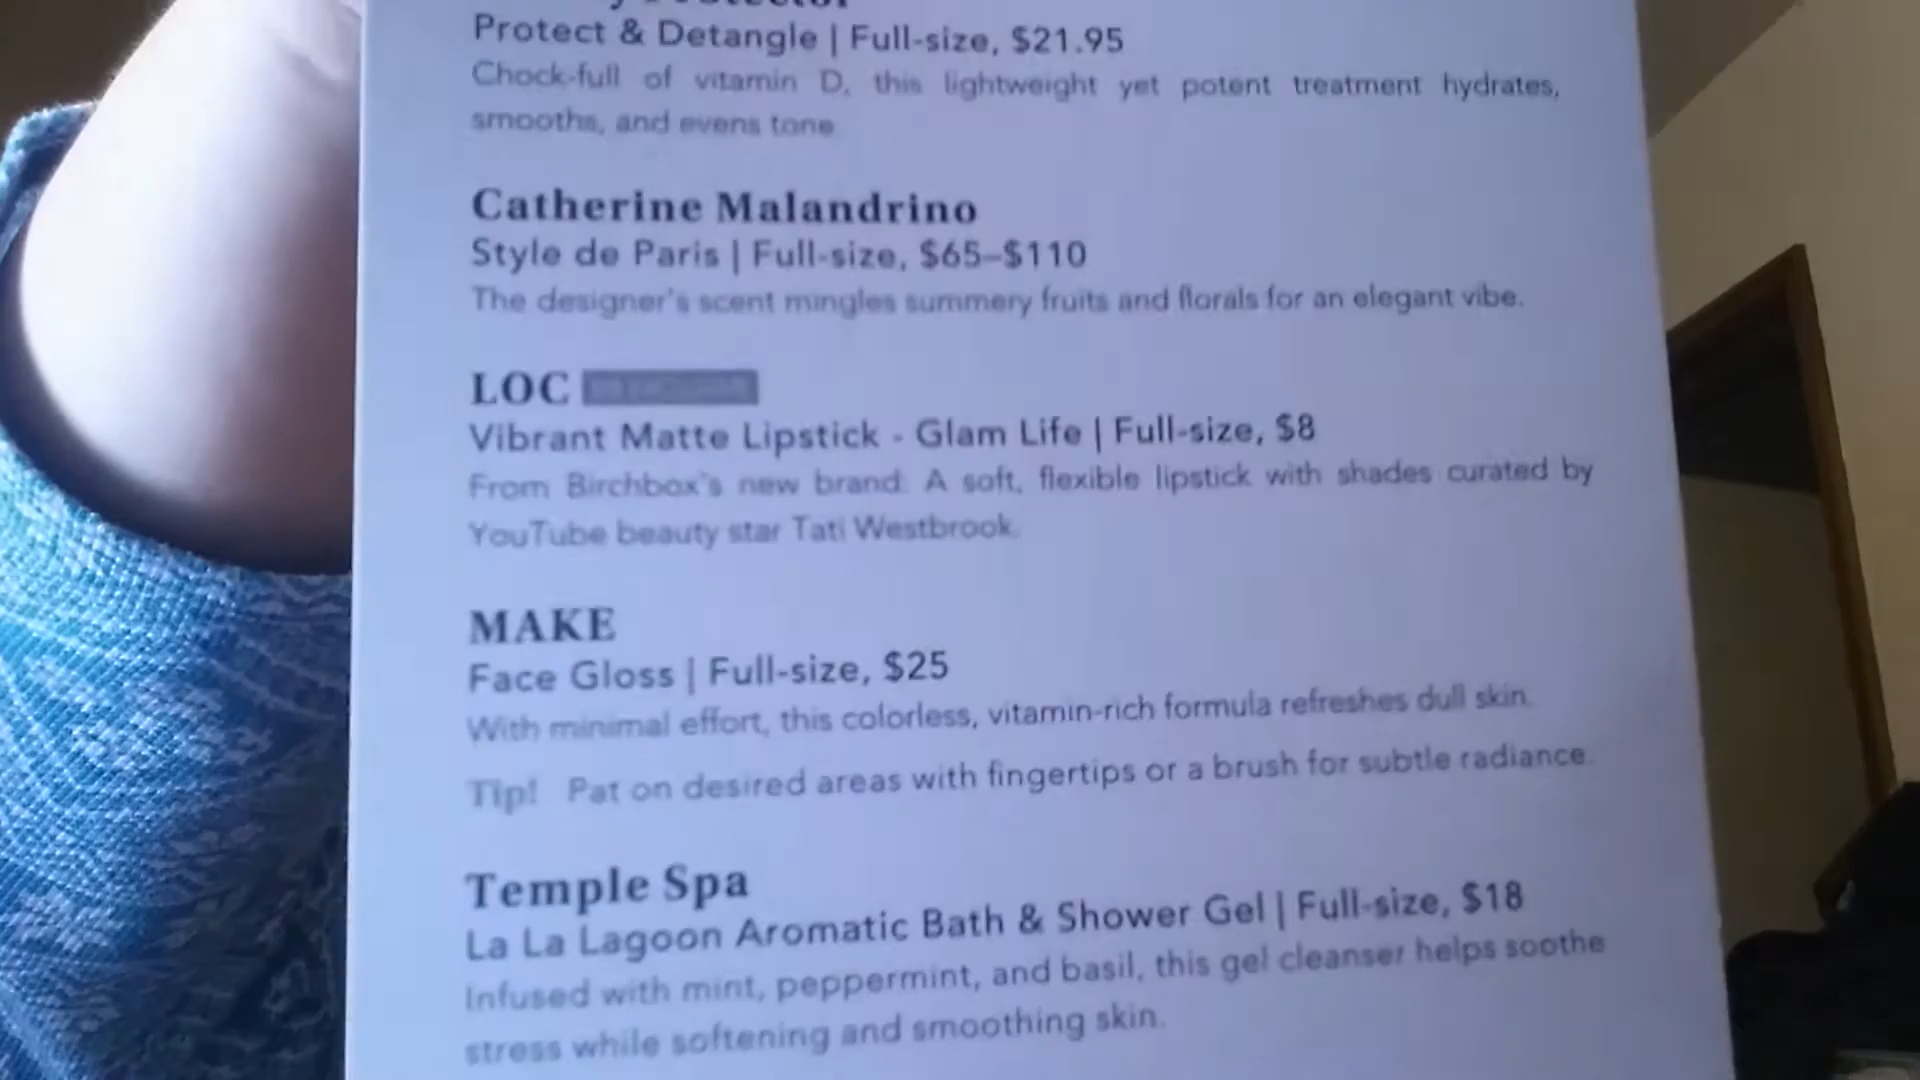 Protect & Detangle | Full-size, $21.95
Chock-full of vitamin D, this lightweight yet potent treatment hydrates,
smooths, and evens tone
Catherine Malandrino
Style de Paris | Full-size, $65–$110
The designer's scent mingles summery fruits and florals for an elegant vibe.
LOC
Vibrant Matte Lipstick - Glam Life | Full-size, $8
From Birchbox's new brand: A soft, flexible lipstick with shades curated by
YouTube beauty star Tati Westbrook.
MAKE
Face Gloss | Full-size, $25
With minimal effort, this colorless, vitamin-rich formula refreshes dull skin.
Tip! Pat on desired areas with fingertips or a brush for subtle radiance.
Temple Spa
La La Lagoon Aromatic Bath & Shower Gel | Full-size, $18
Infused with mint, peppermint, and basil, this gel cleanser helps soothe
stress while softening and smoothing skin.